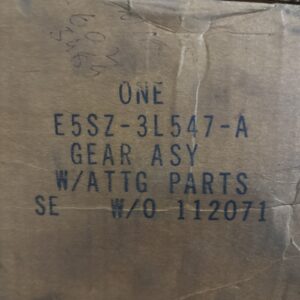 ONE
E5SZ-3L547-A
GEAR ASY
W/ATTG PARTS
SE W/O 112071